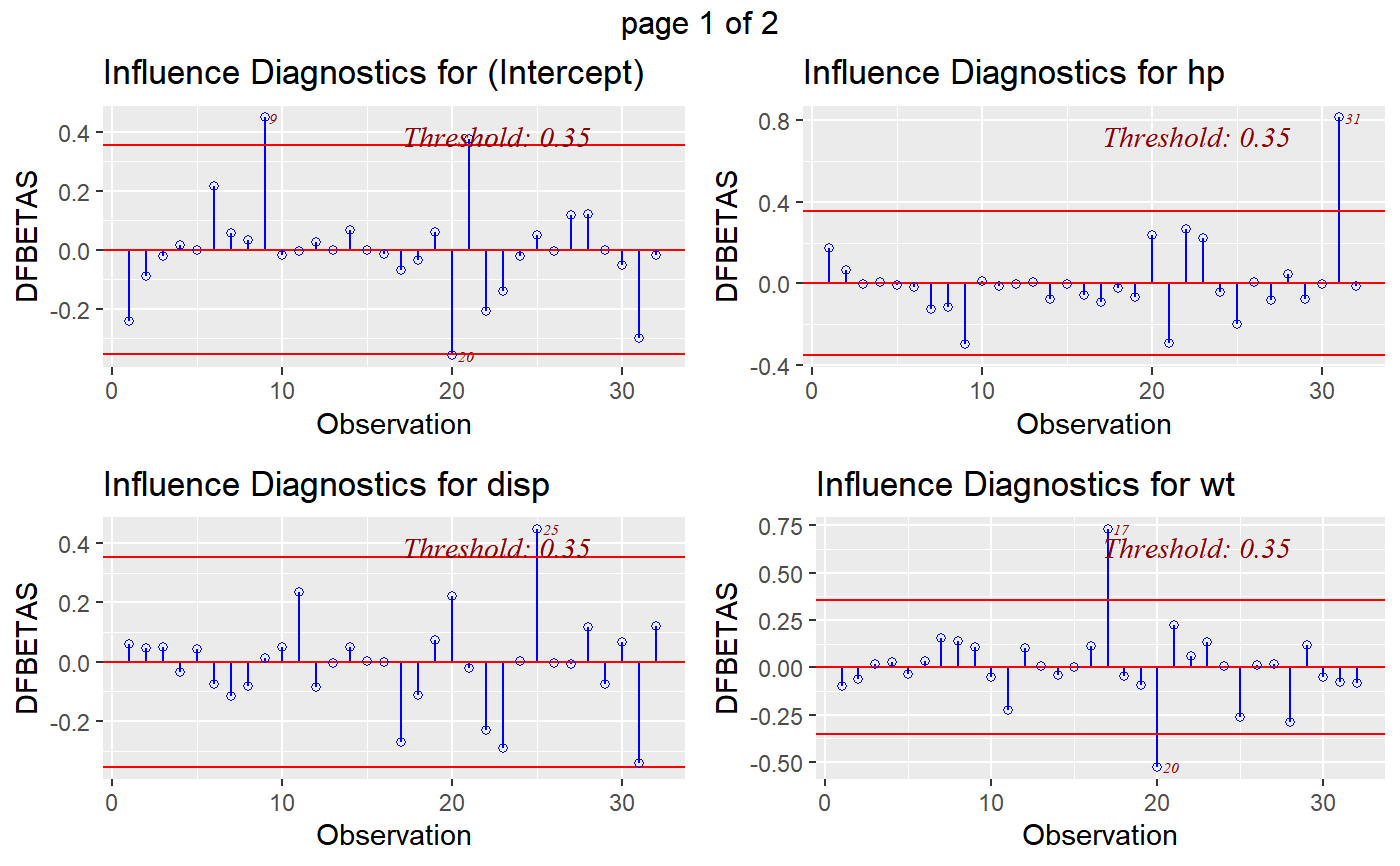 page 1 of 2
Influence Diagnostics for (Intercept)
DFBETAS
0.4
0.2
0.0
-0.2
9
Threshold: 0.35
20
0
10
20
30
Observation
Influence Diagnostics for hp
DFBETAS
0.8
0.4
0.0
-0.4
Threshold: 0.35
31
0
10
20
30
Observation
Influence Diagnostics for disp
DFBETAS
0.4
0.2
0.0
-0.2
25
Threshold: 0.35
0
10
20
30
Observation
Influence Diagnostics for wt
DFBETAS
0.75
0.50
0.25
0.00
-0.25
-0.50
17
Threshold: 0.35
20
0
10
20
30
Observation